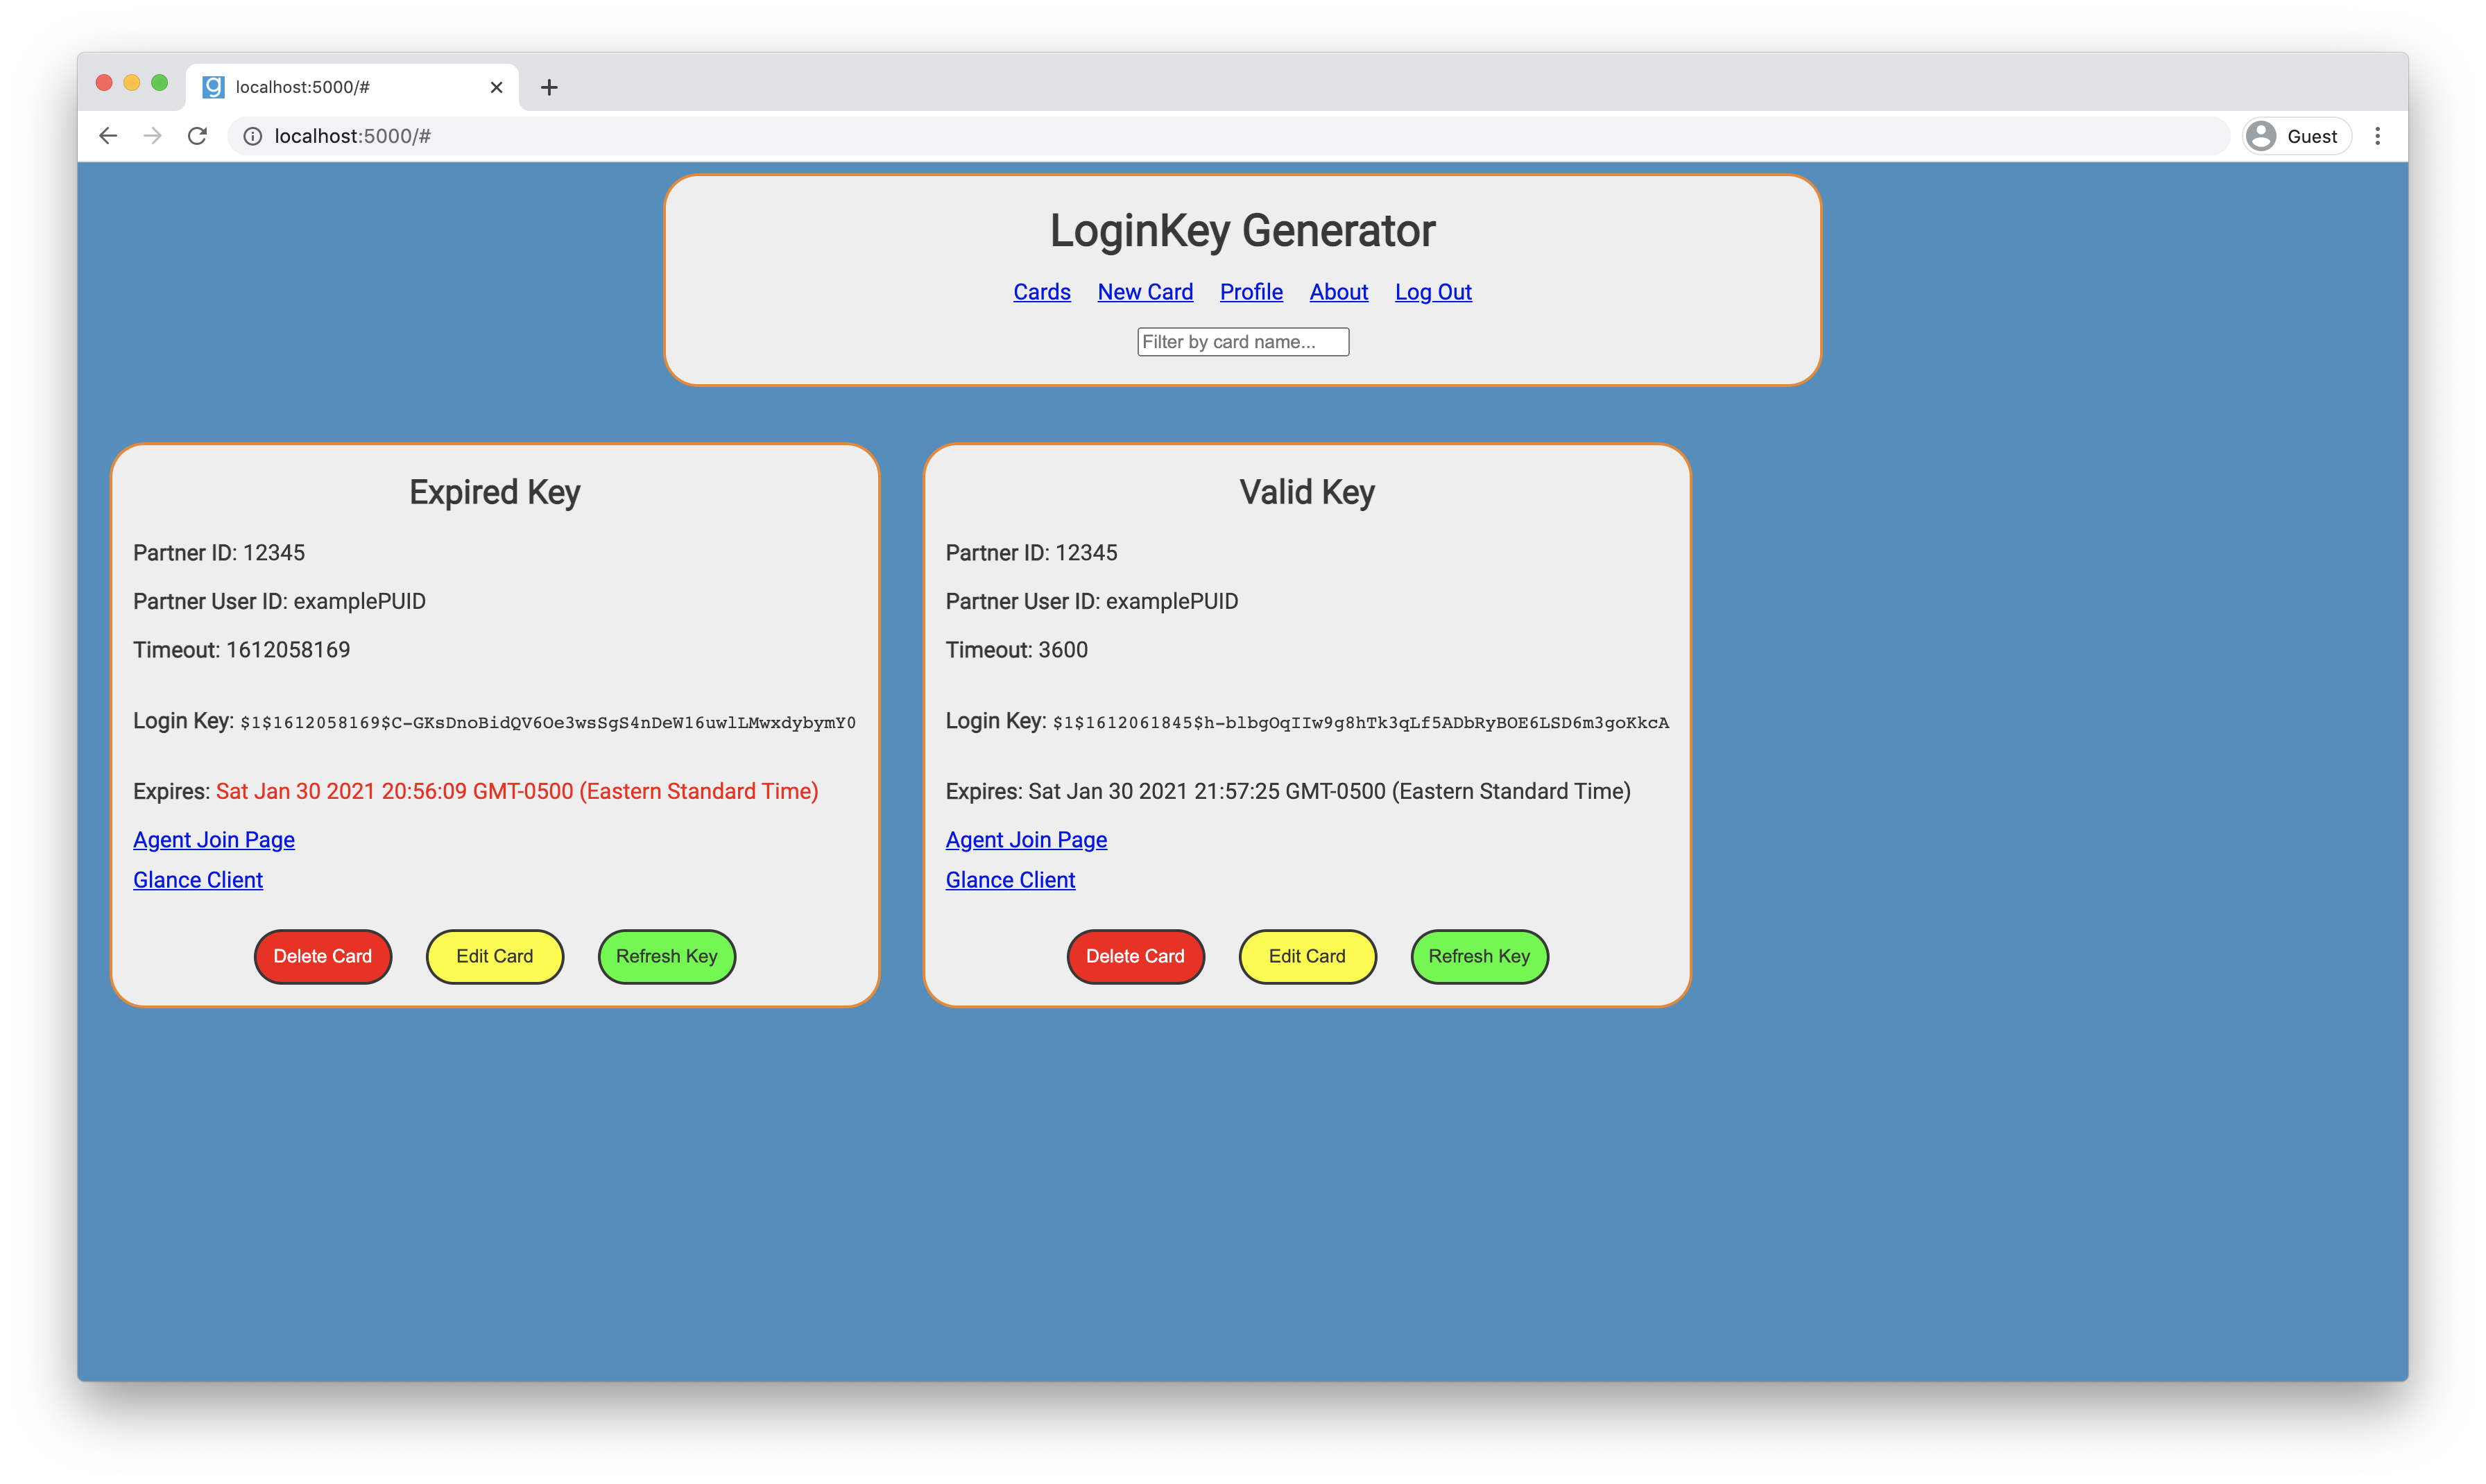 localhost:5000/#
localhost:5000/#
Guest
LoginKey Generator
Cards New Card Profile About Log Out
Filter by card name...
Expired Key
Partner ID: 12345
Partner User ID: examplePUID
Timeout: 1612058169
Login Key: $1$1612058169$C-GKsDnoBidQV6Oe3wsSgS4nDeW16uwlLMwxdybymY0
Expires: Sat Jan 30 2021 20:56:09 GMT-0500 (Eastern Standard Time)
Agent Join Page
Glance Client
Delete Card Edit Card Refresh Key
Valid Key
Partner ID: 12345
Partner User ID: examplePUID
Timeout: 3600
Login Key: $1$1612061845$h-blbgOqIIw9g8hTk3qLf5ADbRyBOE6LSD6m3goKkcA
Expires: Sat Jan 30 2021 21:57:25 GMT-0500 (Eastern Standard Time)
Agent Join Page
Glance Client
Delete Card Edit Card Refresh Key